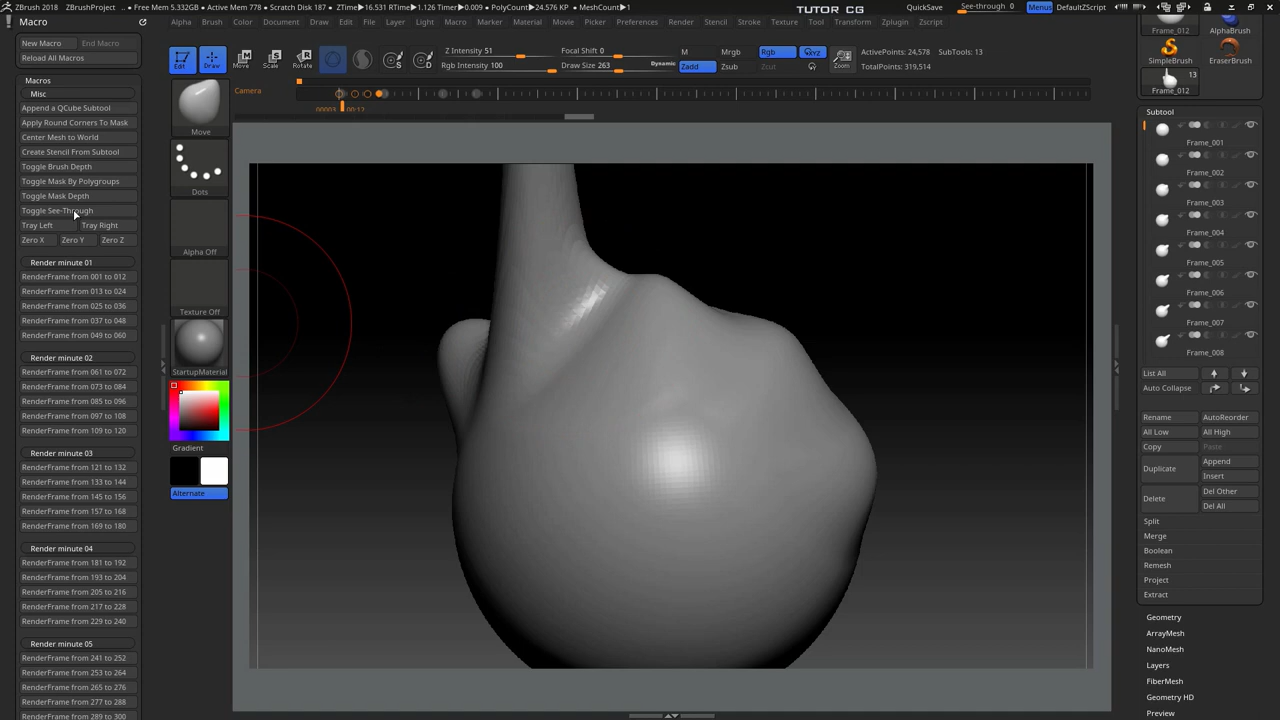 ZBrush 2018 ZBrushProject • Free Mem 5.332GB • Active Mem 778 • Scratch Disk 187 • ZTime▶16.531 RTime▶1.126 Timer▶0.009 • PolyCount▶24.576 KP • MeshCount▶1
TUTOR CG
QuickSave See-through 0 Menus DefaultZScript
Macro
Alpha Brush Color Document Draw Edit File Layer Light Macro Marker Material Movie Picker Preferences Render Stencil Stroke Texture Tool Transform Zplugin Zscript
New Macro End Macro
Reload All Macros
Macros
Misc
Append a QCube Subtool
Apply Round Corners To Mask
Center Mesh to World
Create Stencil From Subtool
Toggle Brush Depth
Toggle Mask By Polygroups
Toggle Mask Depth
Toggle See-Through
Tray Left Tray Right
Zero X Zero Y Zero Z
Render minute 01
RenderFrame from 001 to 012
RenderFrame from 013 to 024
RenderFrame from 025 to 036
RenderFrame from 037 to 048
RenderFrame from 049 to 060
Render minute 02
RenderFrame from 061 to 072
RenderFrame from 073 to 084
RenderFrame from 085 to 096
RenderFrame from 097 to 108
RenderFrame from 109 to 120
Render minute 03
RenderFrame from 121 to 132
RenderFrame from 133 to 144
RenderFrame from 145 to 156
RenderFrame from 157 to 168
RenderFrame from 169 to 180
Render minute 04
RenderFrame from 181 to 192
RenderFrame from 193 to 204
RenderFrame from 205 to 216
RenderFrame from 217 to 228
RenderFrame from 229 to 240
Render minute 05
RenderFrame from 241 to 252
RenderFrame from 253 to 264
RenderFrame from 265 to 276
RenderFrame from 277 to 288
RenderFrame from 289 to 300
Edit Draw Move Scale Rotate
S D
Z Intensity 51 Focal Shift 0
Rgb Intensity 100 Draw Size 263 Dynamic
M Mrgb Rgb XYZ
Zadd Zsub Zcut
Zoom
ActivePoints: 24,578 SubTools: 13
TotalPoints: 319,514
Camera
00003 00:12
Move
Dots
Alpha Off
Texture Off
StartupMaterial
Gradient
Alternate
Frame_012 AlphaBrush
SimpleBrush EraserBrush
13
Frame_012
Subtool
Frame_001
Frame_002
Frame_003
Frame_004
Frame_005
Frame_006
Frame_007
Frame_008
List All
Auto Collapse
Rename AutoReorder
All Low All High
Copy Paste
Duplicate Append
Insert
Delete Del Other
Del All
Split
Merge
Boolean
Remesh
Project
Extract
Geometry
ArrayMesh
NanoMesh
Layers
FiberMesh
Geometry HD
Preview